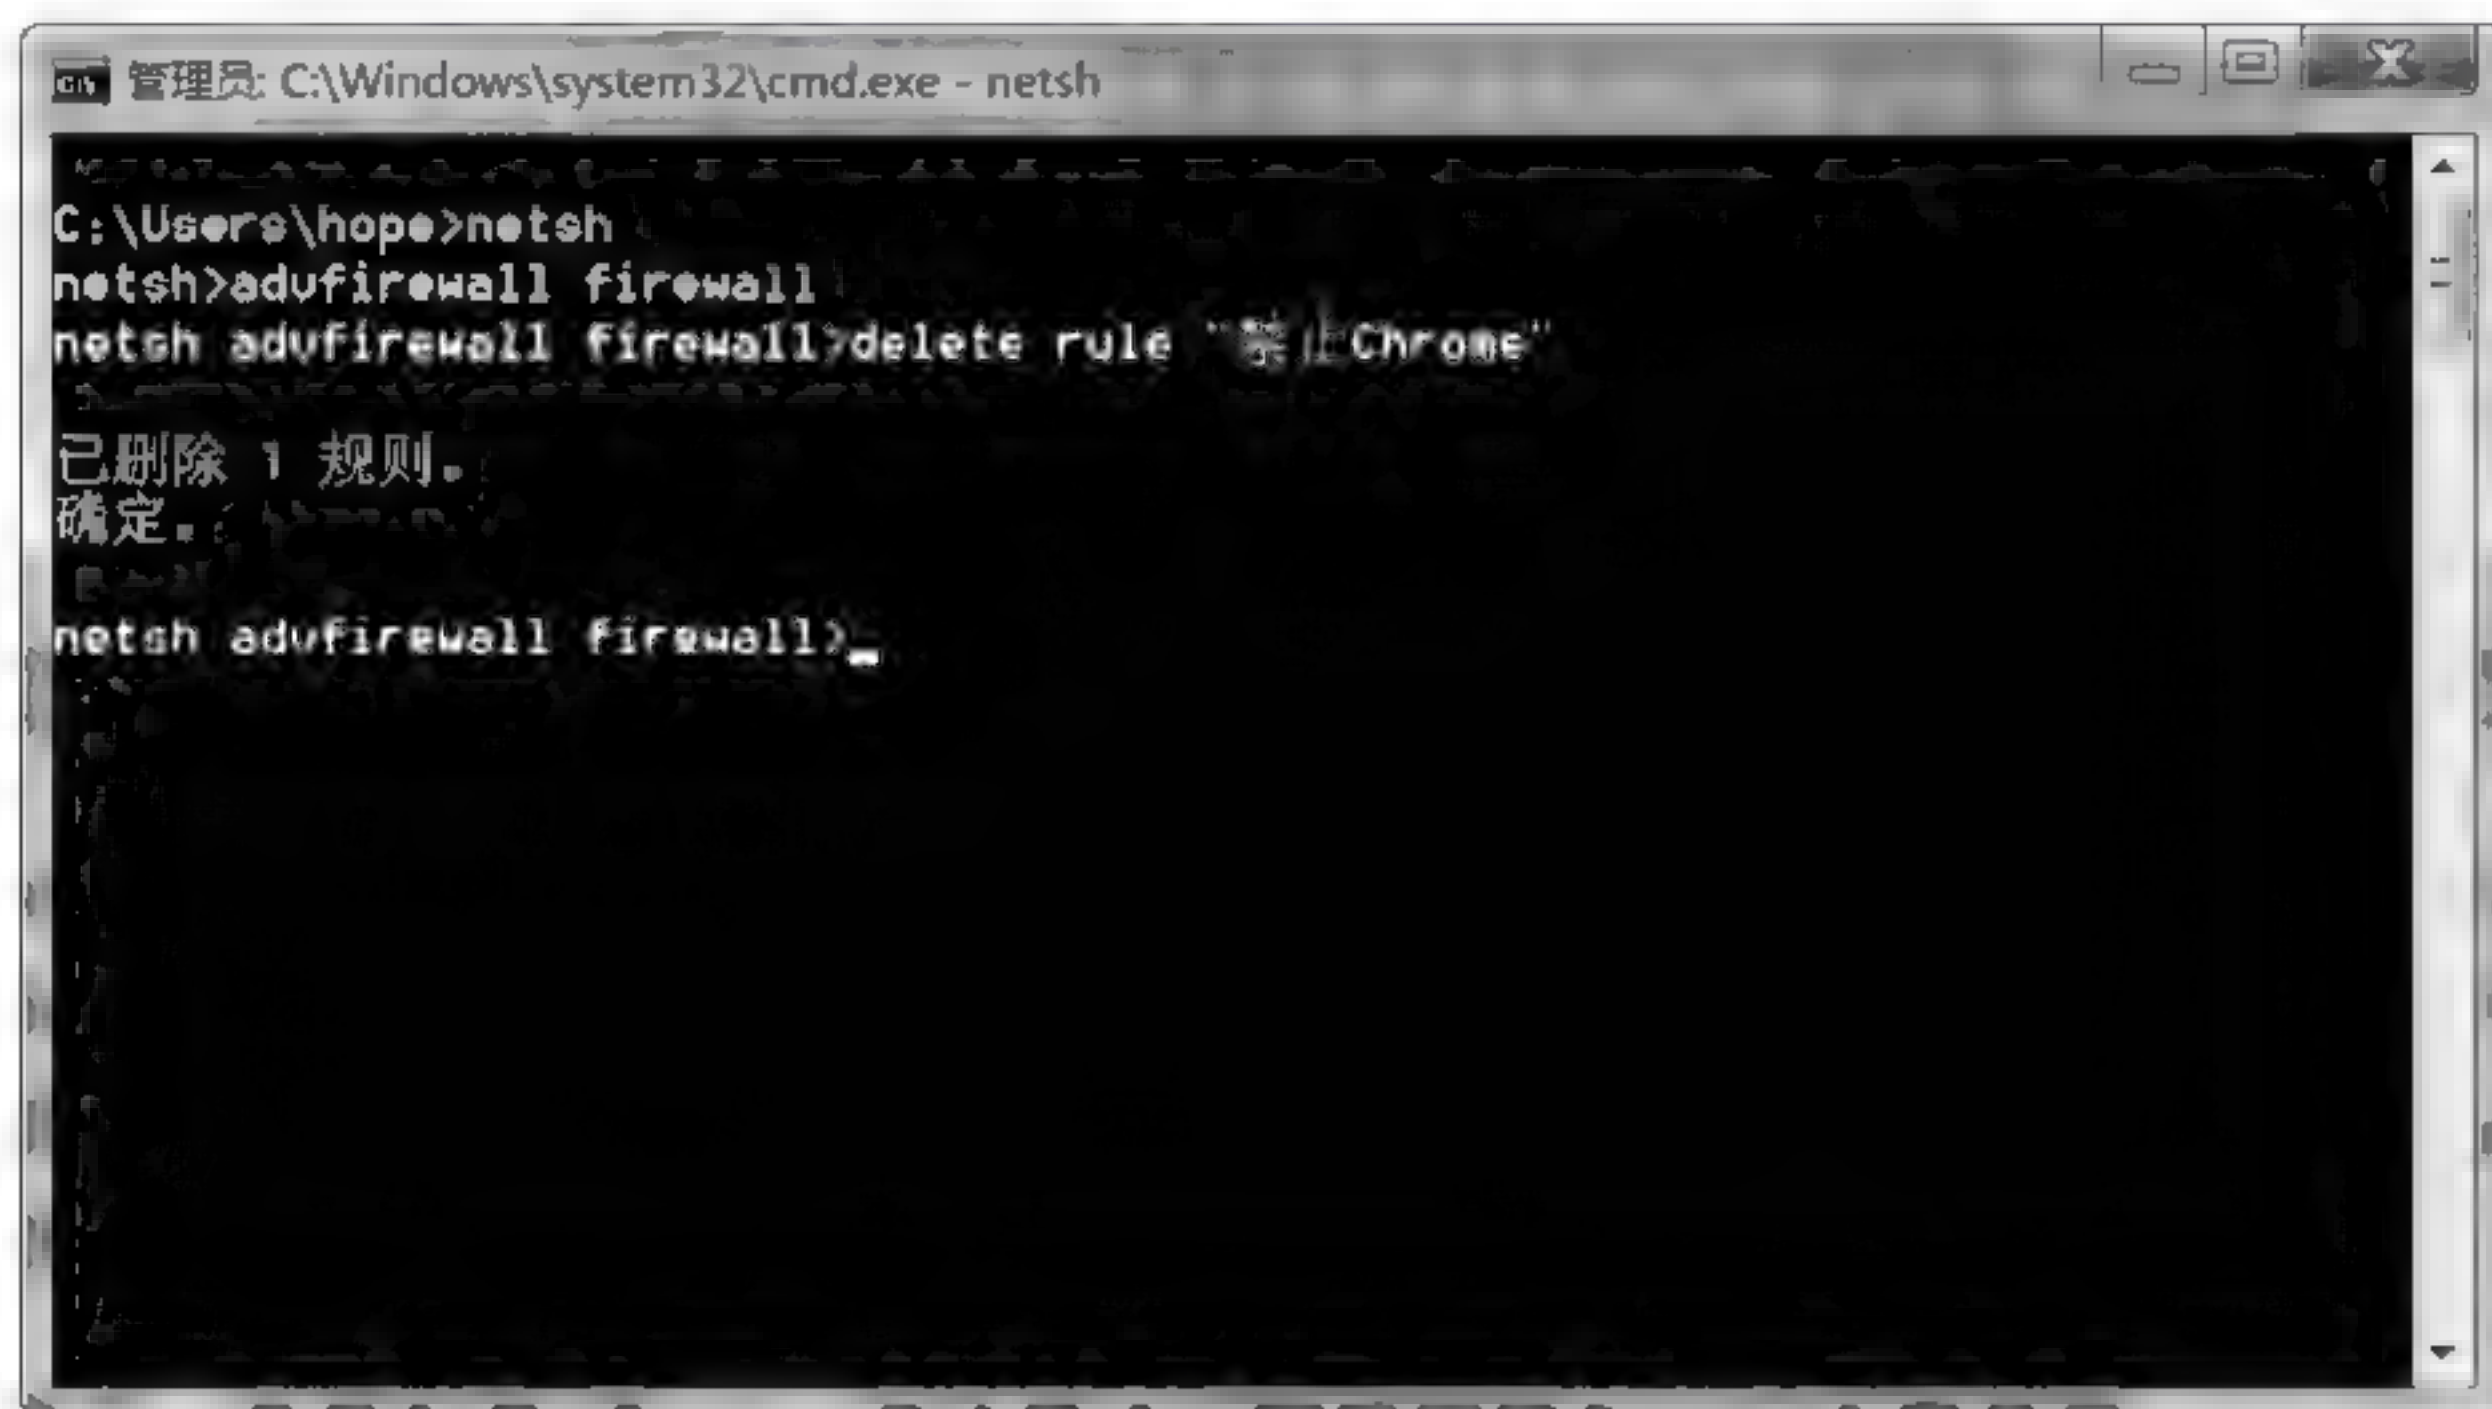 管理员: C:\Windows\system32\cmd.exe - netsh
C:\Users\hope>netsh
netsh>advfirewall firewall
netsh advfirewall firewall>delete rule "禁止Chrome"
已删除 1 规则。
确定。
netsh advfirewall firewall>